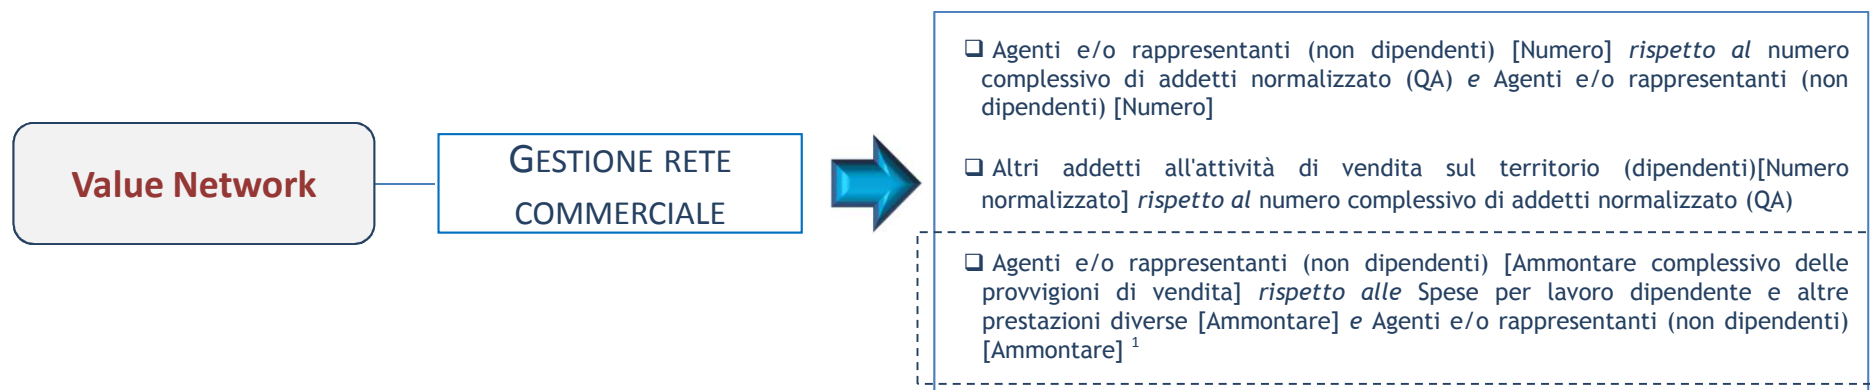 Value Network
GESTIONE RETE
COMMERCIALE
❑ Agenti e/o rappresentanti (non dipendenti) [Numero] rispetto al numero
complessivo di addetti normalizzato (QA) e Agenti e/o rappresentanti (non
dipendenti) [Numero]
❑ Altri addetti all'attività di vendita sul territorio (dipendenti)[Numero
normalizzato] rispetto al numero complessivo di addetti normalizzato (QA)
❑ Agenti e/o rappresentanti (non dipendenti) [Ammontare complessivo delle
provvigioni di vendita] rispetto alle Spese per lavoro dipendente e altre
prestazioni diverse [Ammontare] e Agenti e/o rappresentanti (non dipendenti)
[Ammontare] 1